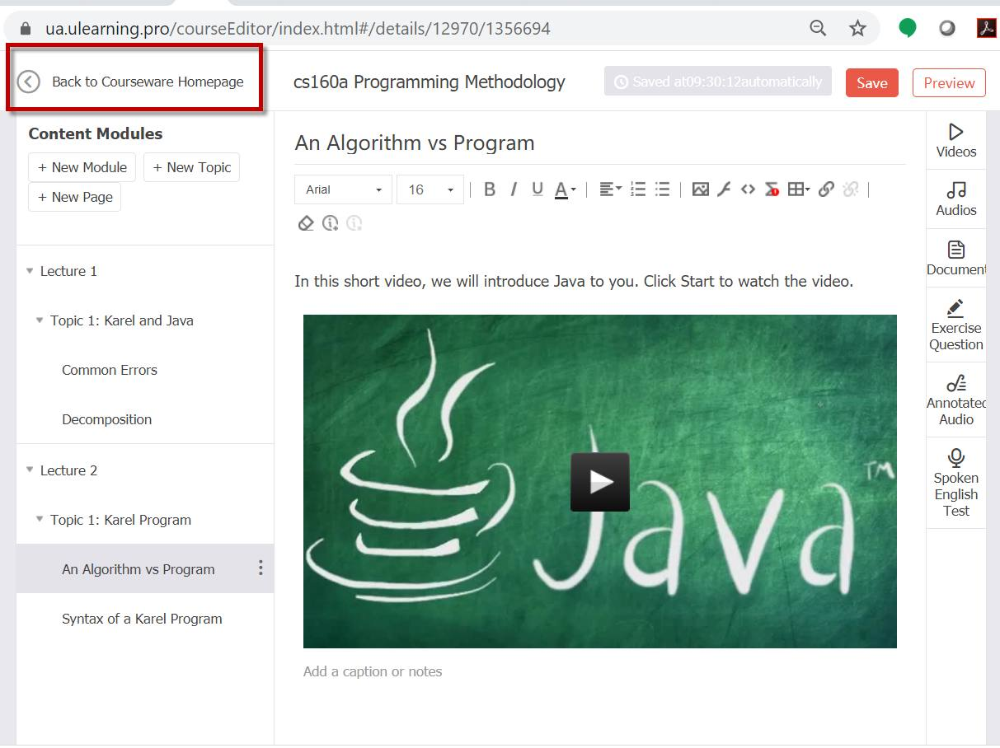 ua.ulearning.pro/courseEditor/index.html#/details/12970/1356694
Back to Courseware Homepage
cs160a Programming Methodology
Saved at09:30:12automatically
Save
Preview
Content Modules
+ New Module
+ New Topic
+ New Page
Lecture 1
Topic 1: Karel and Java
Common Errors
Decomposition
Lecture 2
Topic 1: Karel Program
An Algorithm vs Program
Syntax of a Karel Program
An Algorithm vs Program
Arial
16
B I U A
In this short video, we will introduce Java to you. Click Start to watch the video.
Java TM
Add a caption or notes
Videos
Audios
Document
Exercise
Question
Annotated
Audio
Spoken
English
Test